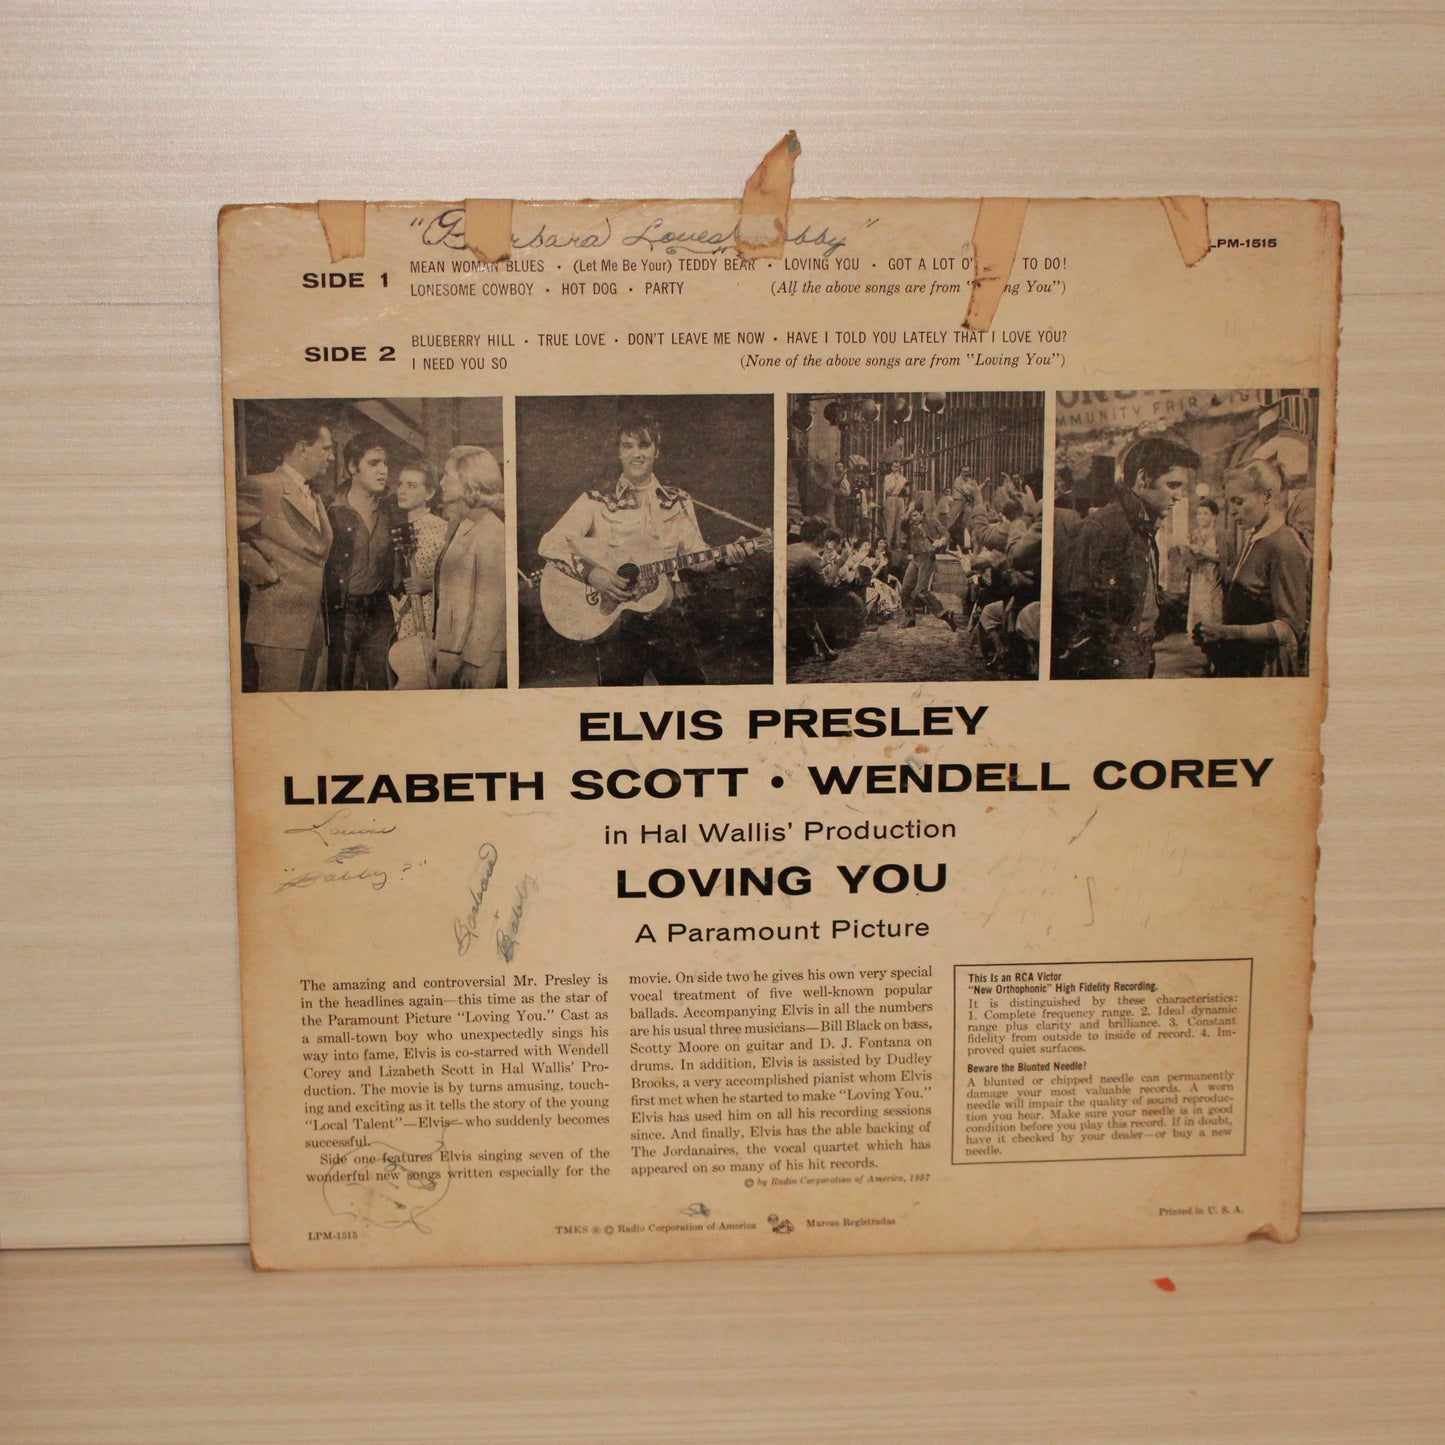 "Barbara Loves Bobby"
LPM-1515
SIDE 1
MEAN WOMAN BLUES • (Let Me Be Your) TEDDY BEAR • LOVING YOU • GOT A LOT O' TO DO!
LONESOME COWBOY • HOT DOG • PARTY (All the above songs are from "ng You")
SIDE 2
BLUEBERRY HILL • TRUE LOVE • DON'T LEAVE ME NOW • HAVE I TOLD YOU LATELY THAT I LOVE YOU?
I NEED YOU SO (None of the above songs are from "Loving You")
MMUNITY FAIR
ELVIS PRESLEY
LIZABETH SCOTT • WENDELL COREY
in Hal Wallis' Production
LOVING YOU
A Paramount Picture
Louise
"Bobby?"
Barbara
Bobby
The amazing and controversial Mr. Presley is
in the headlines again—this time as the star of
the Paramount Picture "Loving You." Cast as
a small-town boy who unexpectedly sings his
way into fame, Elvis is co-starred with Wendell
Corey and Lizabeth Scott in Hal Wallis' Pro-
duction. The movie is by turns amusing, touch-
ing and exciting as it tells the story of the young
"Local Talent"—Elvis—who suddenly becomes
successful.
Side one features Elvis singing seven of the
wonderful new songs written especially for the
movie. On side two he gives his own very special
vocal treatment of five well-known popular
ballads. Accompanying Elvis in all the numbers
are his usual three musicians—Bill Black on bass,
Scotty Moore on guitar and D. J. Fontana on
drums. In addition, Elvis is assisted by Dudley
Brooks, a very accomplished pianist whom Elvis
first met when he started to make "Loving You."
Elvis has used him on all his recording sessions
since. And finally, Elvis has the able backing of
The Jordanaires, the vocal quartet which has
appeared on so many of his hit records.
© by Radio Corporation of America, 1957
This Is an RCA Victor
"New Orthophonic" High Fidelity Recording.
It is distinguished by these characteristics:
1. Complete frequency range. 2. Ideal dynamic
range plus clarity and brilliance. 3. Constant
fidelity from outside to inside of record. 4. Im-
proved quiet surfaces.
Beware the Blunted Needle!
A blunted or chipped needle can permanently
damage your most valuable records. A worn
needle will impair the quality of sound reproduc-
tion you hear. Make sure your needle is in good
condition before you play this record. If in doubt,
have it checked by your dealer—or buy a new
needle.
LPM-1515
TMKS ® © Radio Corporation of America Marcas Registradas
Printed in U. S. A.